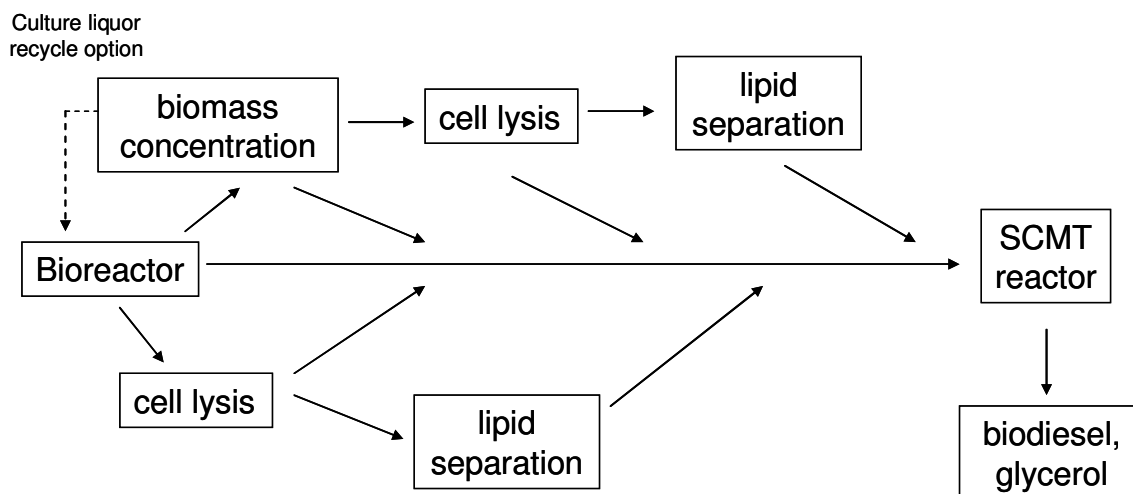 Culture liquor
recycle option
biomass
concentration
cell lysis
lipid
separation
Bioreactor
SCMT
reactor
cell lysis
lipid
separation
biodiesel,
glycerol